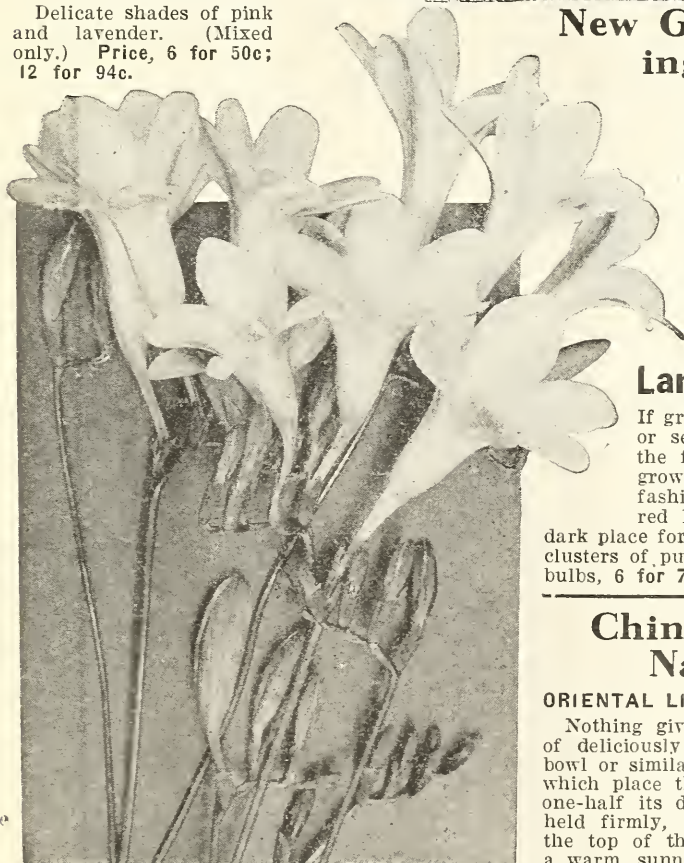 Delicate shades of pink
and lavender. (Mixed
only.) Price, 6 for 50c;
12 for 94c.
New G
ing
Lar
If gr
or se
the f
grow
fashi
red
dark place for
clusters of pu
bulbs, 6 for 7
Chin
Na
ORIENTAL LI
Nothing giv
of deliciously
bowl or simila
which place t
one-half its d
held firmly,
the top of th
a warm, sunn